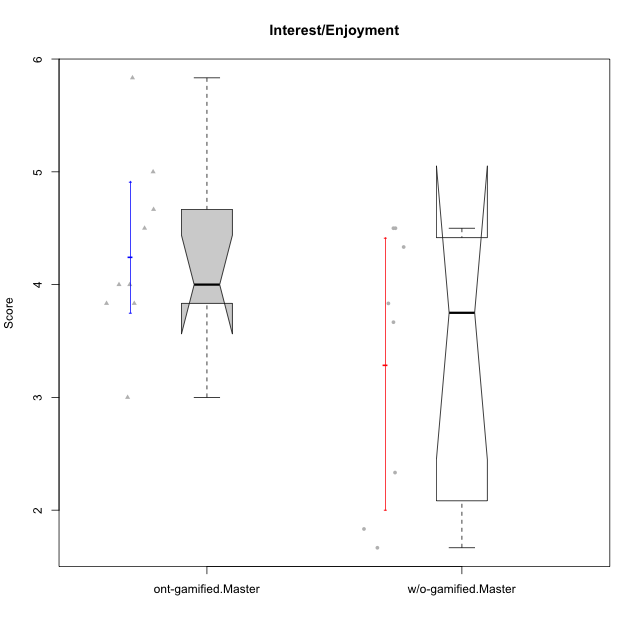 Interest/Enjoyment
6
5
4
3
2
Score
ont-gamified.Master
w/o-gamified.Master